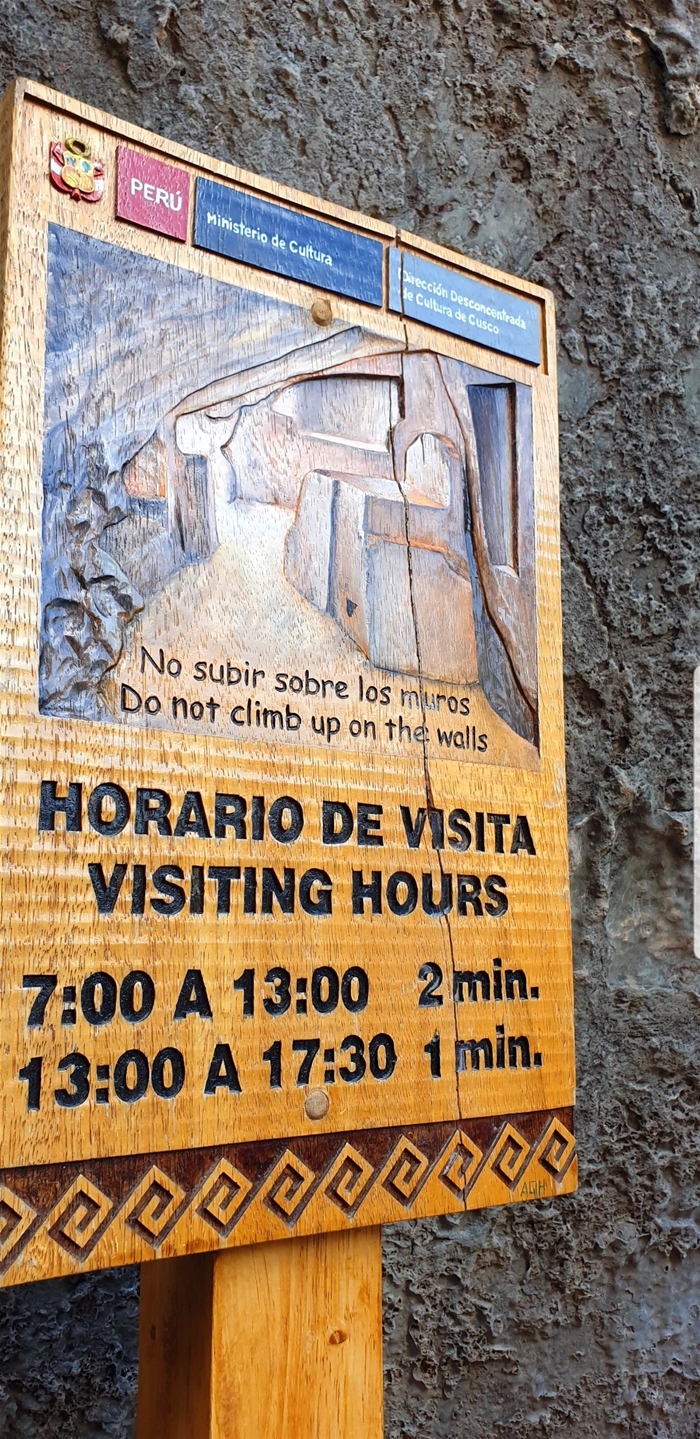 PERÚ
Ministerio de Cultura
Dirección Desconcentrada
de Cultura de Cusco
No subir sobre los muros
Do not climb up on the walls
HORARIO DE VISITA
VISITING HOURS
7:00 A 13:00 2 min.
13:00 A 17:30 1 min.